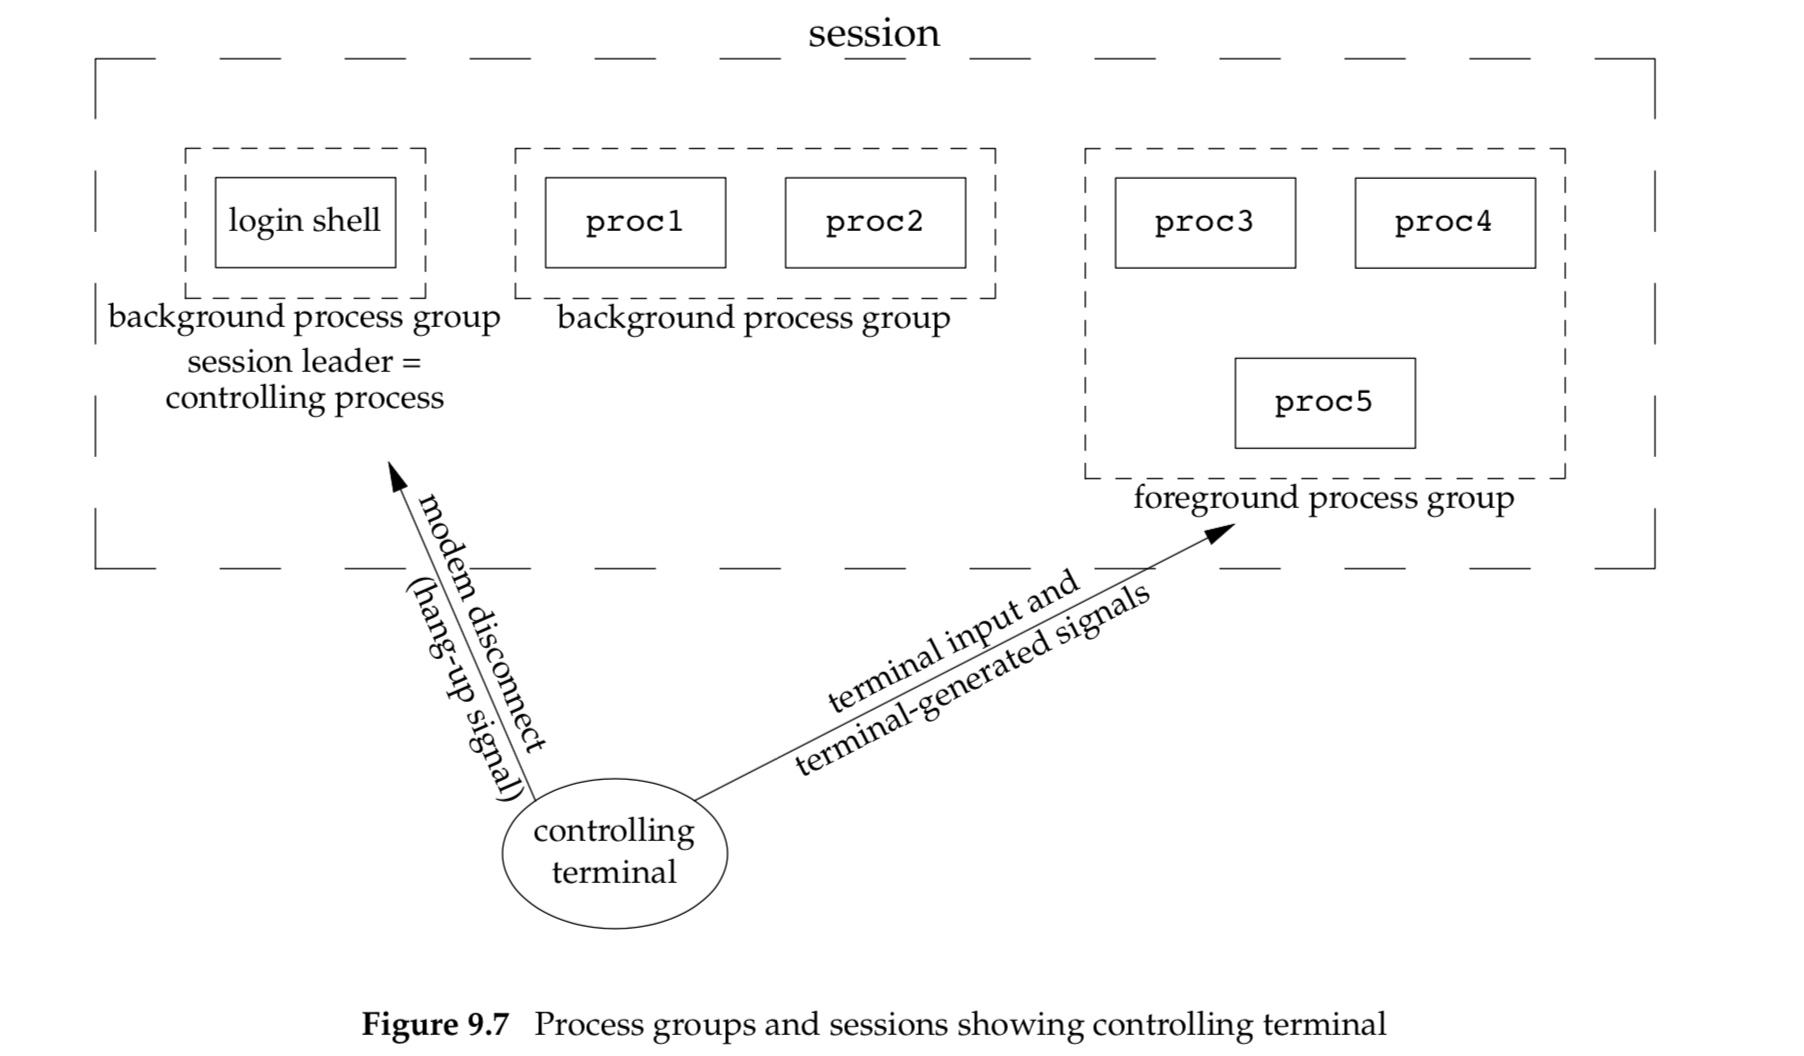 session
login shell
proc1
proc2
proc3
proc4
background process group
session leader =
controlling process
background process group
proc5
foreground process group
modem disconnect
(hang-up signal)
terminal input and
terminal-generated signals
controlling
terminal
Figure 9.7 Process groups and sessions showing controlling terminal